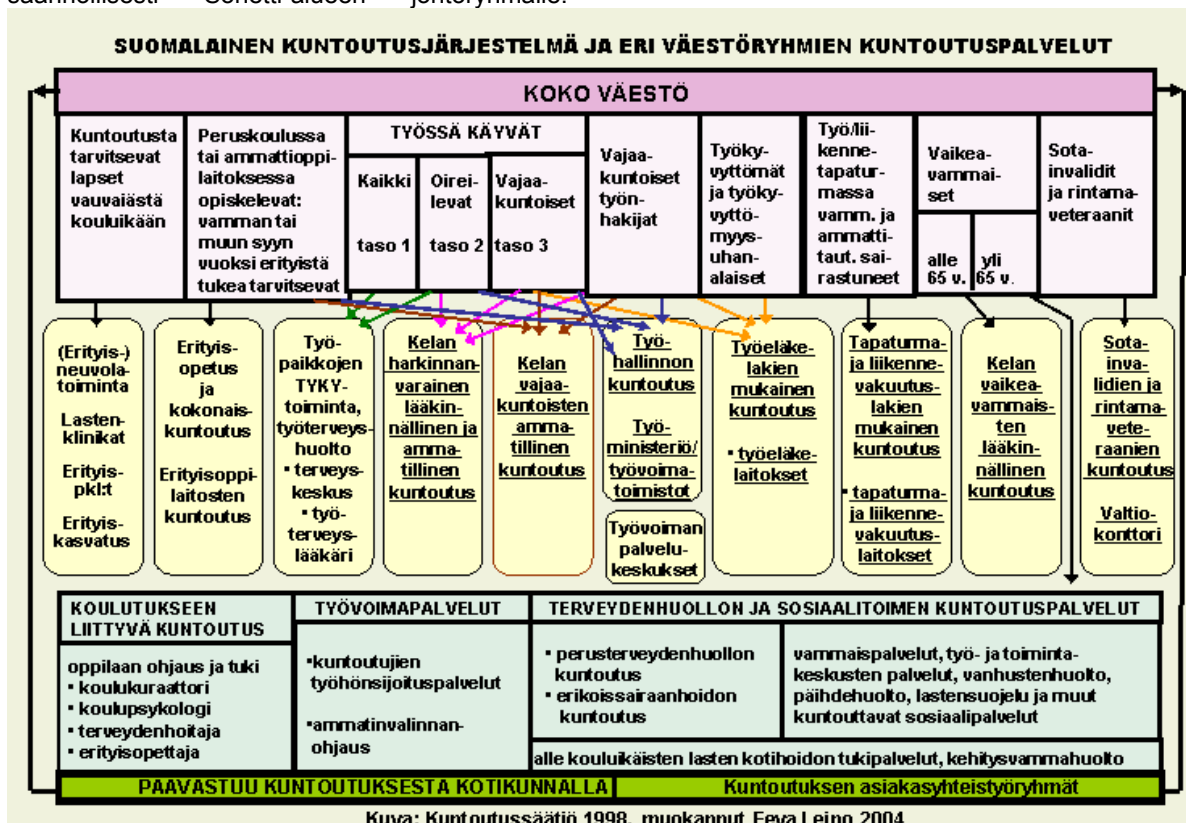 säännöllisesti Senetti-alueen johtoryhmälle.
SUOMALAINEN KUNTOUTUSJÄRJESTELMÄ JA ERI VÄESTÖRYHMIEN KUNTOUTUSPALVELUT
KOKO VÄESTÖ
Kuntoutusta
tarvitsevat
lapset
vauvaiästä
kouluikään
Peruskoulussa
tai ammattioppi-
laitoksessa
opiskelevat:
vamman tai
muun syyn
vuoksi erityistä
tukea tarvitsevat
TYÖSSÄ KÄYVÄT
Kaikki
taso 1
Oirei-
levat
taso 2
Vajaa-
kuntoiset
taso 3
Vajaa-
kuntoiset
työn-
hakijat
Työky-
vyttömät
ja työky-
vyttö-
myys-
uhan-
alaiset
Työ/lii-
kenne-
tapatur-
massa
vamm. ja
ammatti-
taut. sai-
rastuneet
Vaikea-
vammai-
set
alle
65 v.
yli
65 v.
Sota-
invalidit
ja rintama-
veteraanit
(Erityis-)
neuvola-
toiminta
Lasten-
klinikat
Erityis-
pkl:t
Erityis-
kasvatus
Erityis-
opetus
ja
kokonais-
kuntoutus
Erityisoppi-
laitosten
kuntoutus
Työ-
paikkojen
TYKY-
toiminta,
työterveys-
huolto
▪ terveys-
keskus
▪ työ-
terveys-
lääkäri
Kelan
harkinnan-
varainen
lääkin-
nällinen ja
amma-
tillinen
kuntoutus
Kelan
vajaa-
kuntoisten
amma-
tillinen
kuntoutus
Työ-
hallinnon
kuntoutus
Työ-
ministeriö/
työvoima-
toimistot
Työvoiman
palvelu-
keskukset
Työeläke-
lakien
mukainen
kuntoutus
▪ työeläke-
laitokset
Tapaturma-
ja liikenne-
vakuutus-
lakien
mukainen
kuntoutus
▪ tapaturma-
ja liikenne-
vakuutus-
laitokset
Kelan
vaikea-
vammais-
ten
lääkin-
nällinen
kuntoutus
Sota-
inva-
lidien ja
rintama-
vete-
raanien
kuntoutus
Valtio-
konttori
KOULUTUKSEEN
LIITTYVÄ KUNTOUTUS
oppilaan ohjaus ja tuki
▪ koulukuraattori
▪ koulupsykologi
▪ terveydenhoitaja
▪ erityisopettaja
TYÖVOIMAPALVELUT
▪kuntoutujien
työhönsijoituspalvelut
▪ammatinvalinnan-
ohjaus
TERVEYDENHUOLLON JA SOSIAALITOIMEN KUNTOUTUSPALVELUT
▪ perusterveydenhuollon
kuntoutus
▪ erikoissairaanhoidon
kuntoutus
vammaispalvelut, työ- ja toiminta-
keskusten palvelut, vanhustenhuolto,
päihdehuolto, lastensuojelu ja muut
kuntouttavat sosiaalipalvelut
alle kouluikäisten lasten kotihoidon tukipalvelut, kehitysvammahuolto
PÄÄVASTUU KUNTOUTUKSESTA KOTIKUNNALLA
Kuntoutuksen asiakasyhteistyöryhmät
Kuva: Kuntoutussäätiö 1998, muokannut Eeva Leino 2004